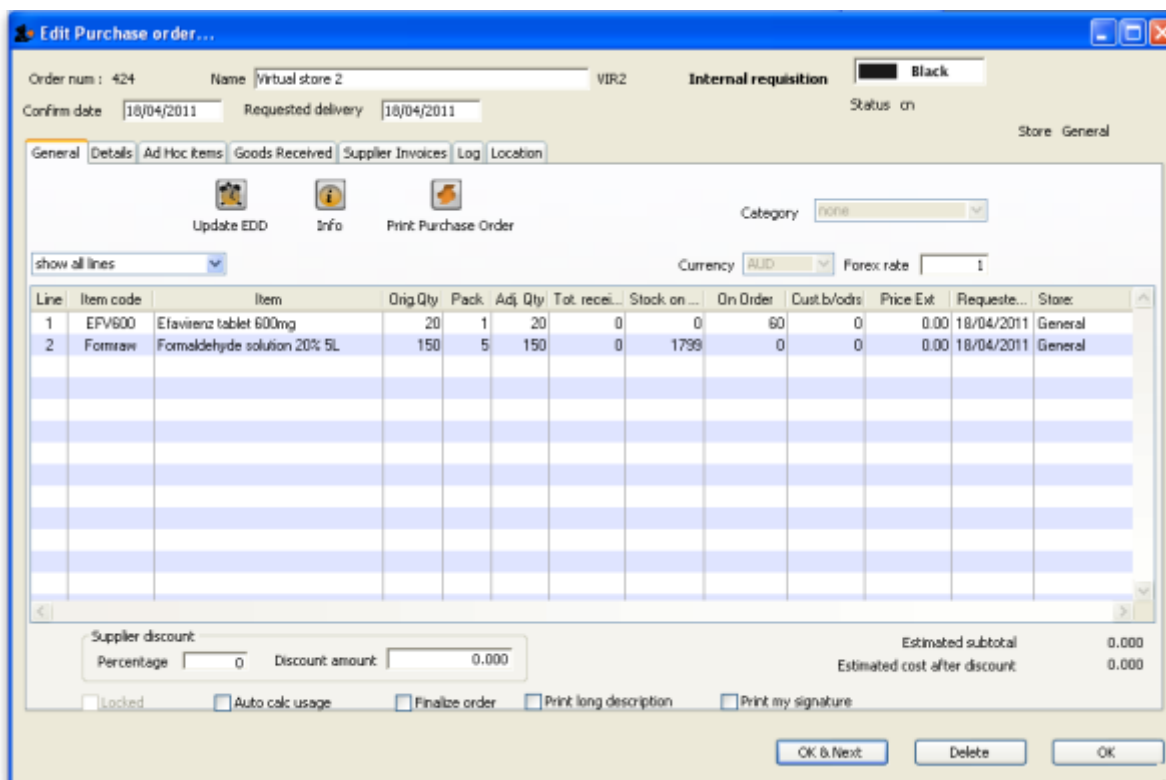 Edit Purchase order...
Order num : 424 Name Virtual store 2 VIR2 Internal requisition Black
Confirm date 18/04/2011 Requested delivery 18/04/2011 Status cn
Store General
General Details Ad Hoc items Goods Received Supplier Invoices Log Location
Update EDD Info Print Purchase Order Category none
show all lines Currency AUD Forex rate 1
Line Item code Item Orig.Qty Pack Adj. Qty Tot. recei... Stock on ... On Order Cust.b/odrs Price Ext Requeste... Store:
1 EFV600 Efavirenz tablet 600mg 20 1 20 0 0 60 0 0.00 18/04/2011 General
2 Formraw Formaldehyde solution 20% 5L 150 5 150 0 1799 0 0 0.00 18/04/2011 General
Supplier discount
Percentage 0 Discount amount 0.000
Estimated subtotal 0.000
Estimated cost after discount 0.000
Locked Auto calc usage Finalize order Print long description Print my signature
OK & Next Delete OK